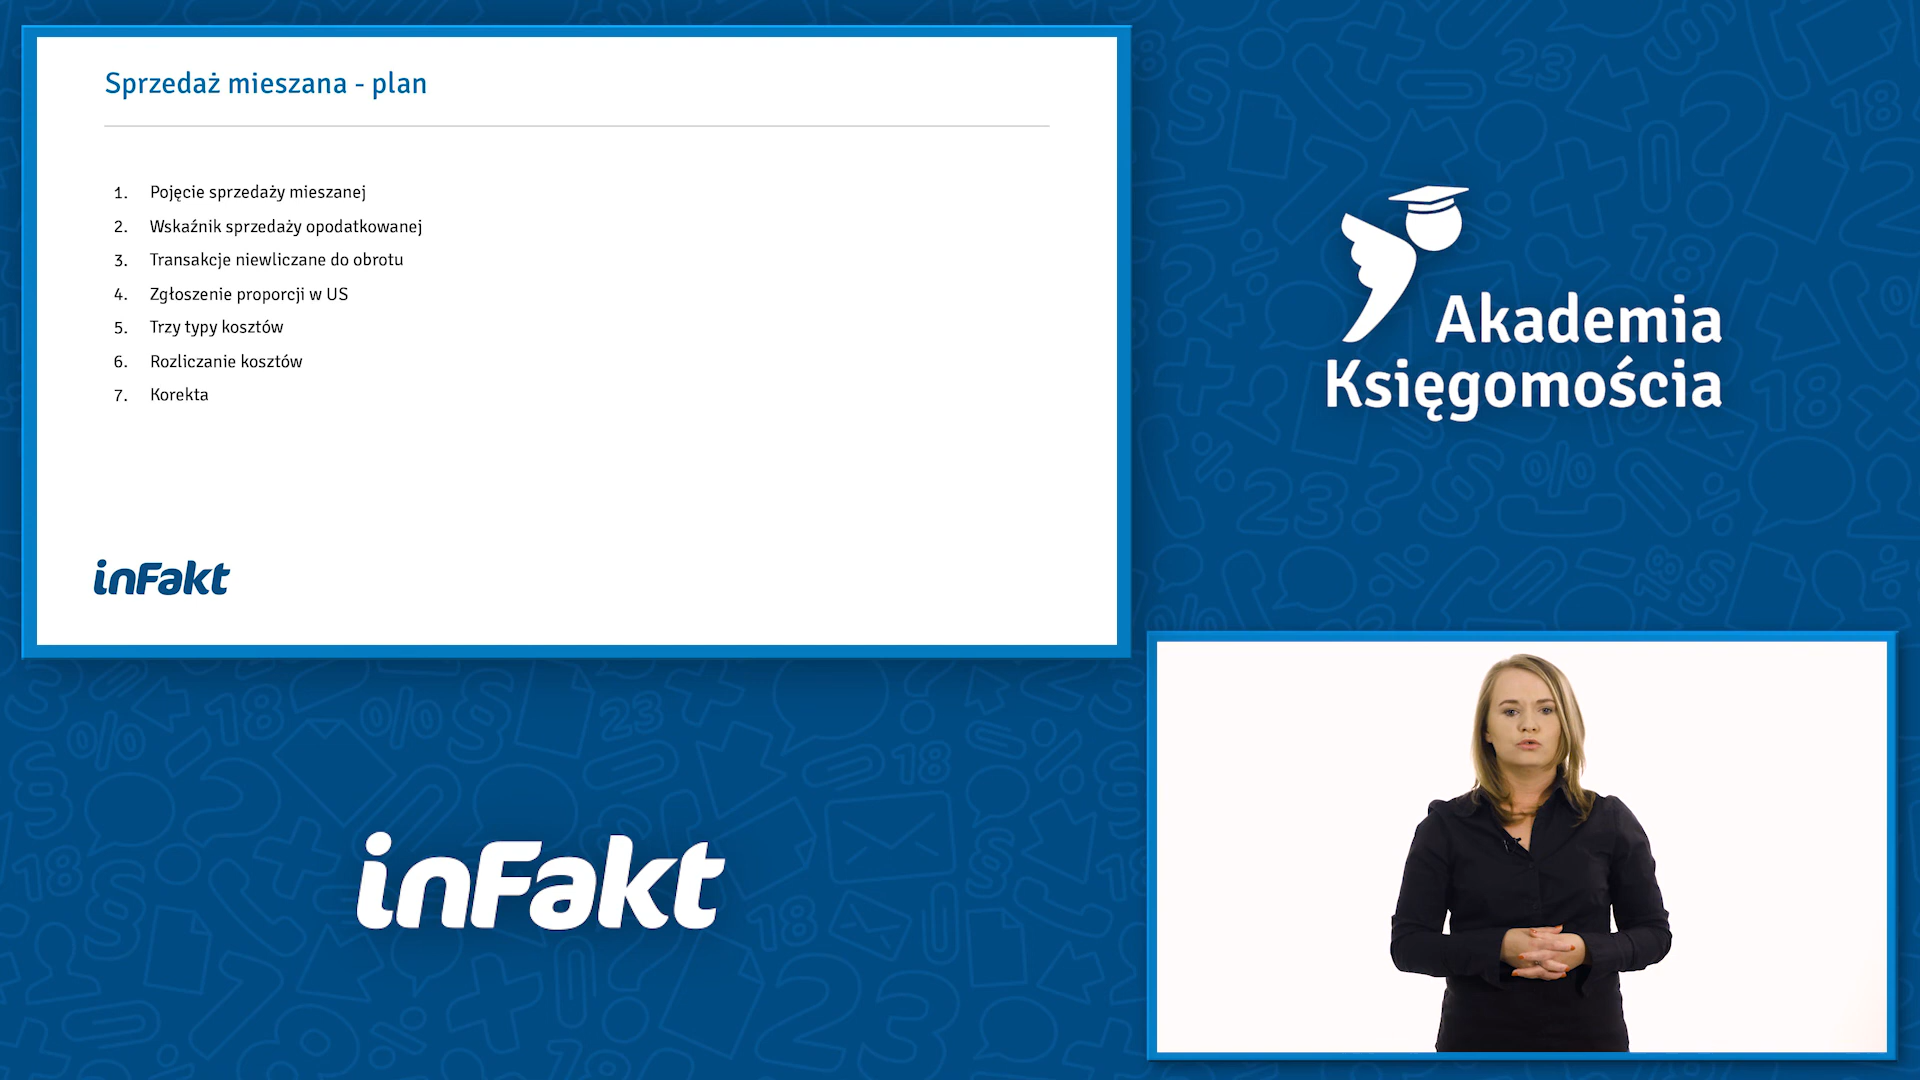 Sprzedaż mieszana - plan
1. Pojęcie sprzedaży mieszanej
2. Wskaźnik sprzedaży opodatkowanej
3. Transakcje niewliczane do obrotu
4. Zgłoszenie proporcji w US
5. Trzy typy kosztów
6. Rozliczanie kosztów
7. Korekta
inFakt
Akademia
Księgomościa
inFakt